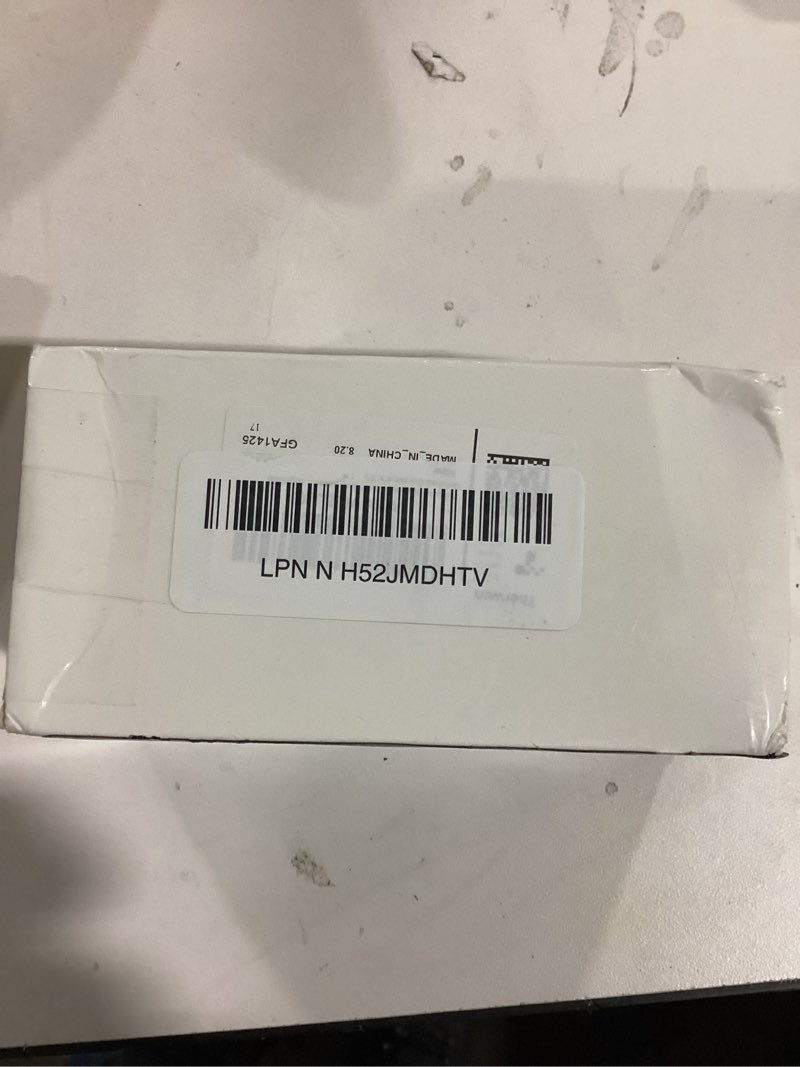 LPN N H52JMDHTV
MADE_IN_CHINA 8.20 GFA1425
17